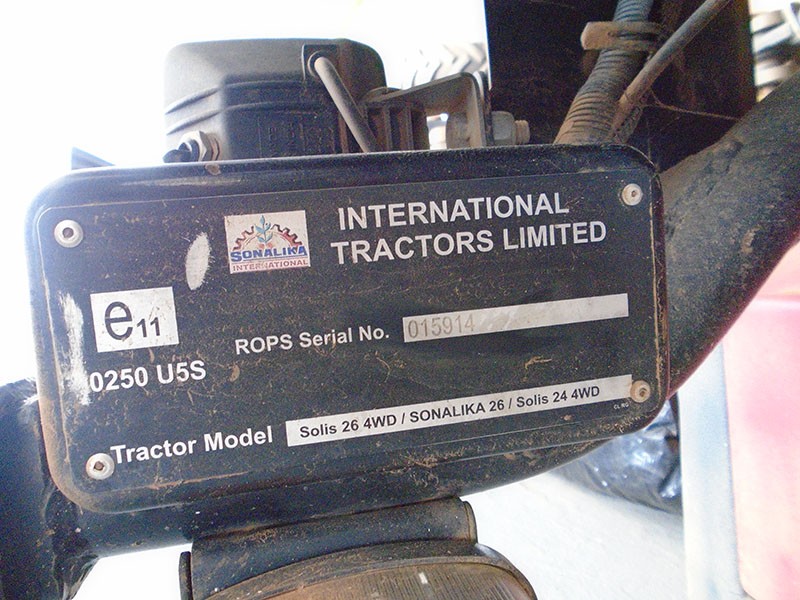 INTERNATIONAL
TRACTORS LIMITED
SONALIKA
INTERNATIONAL
e11
0250 U5S
ROPS Serial No. 015914
Tractor Model Solis 26 4WD / SONALIKA 26 / Solis 24 4WD